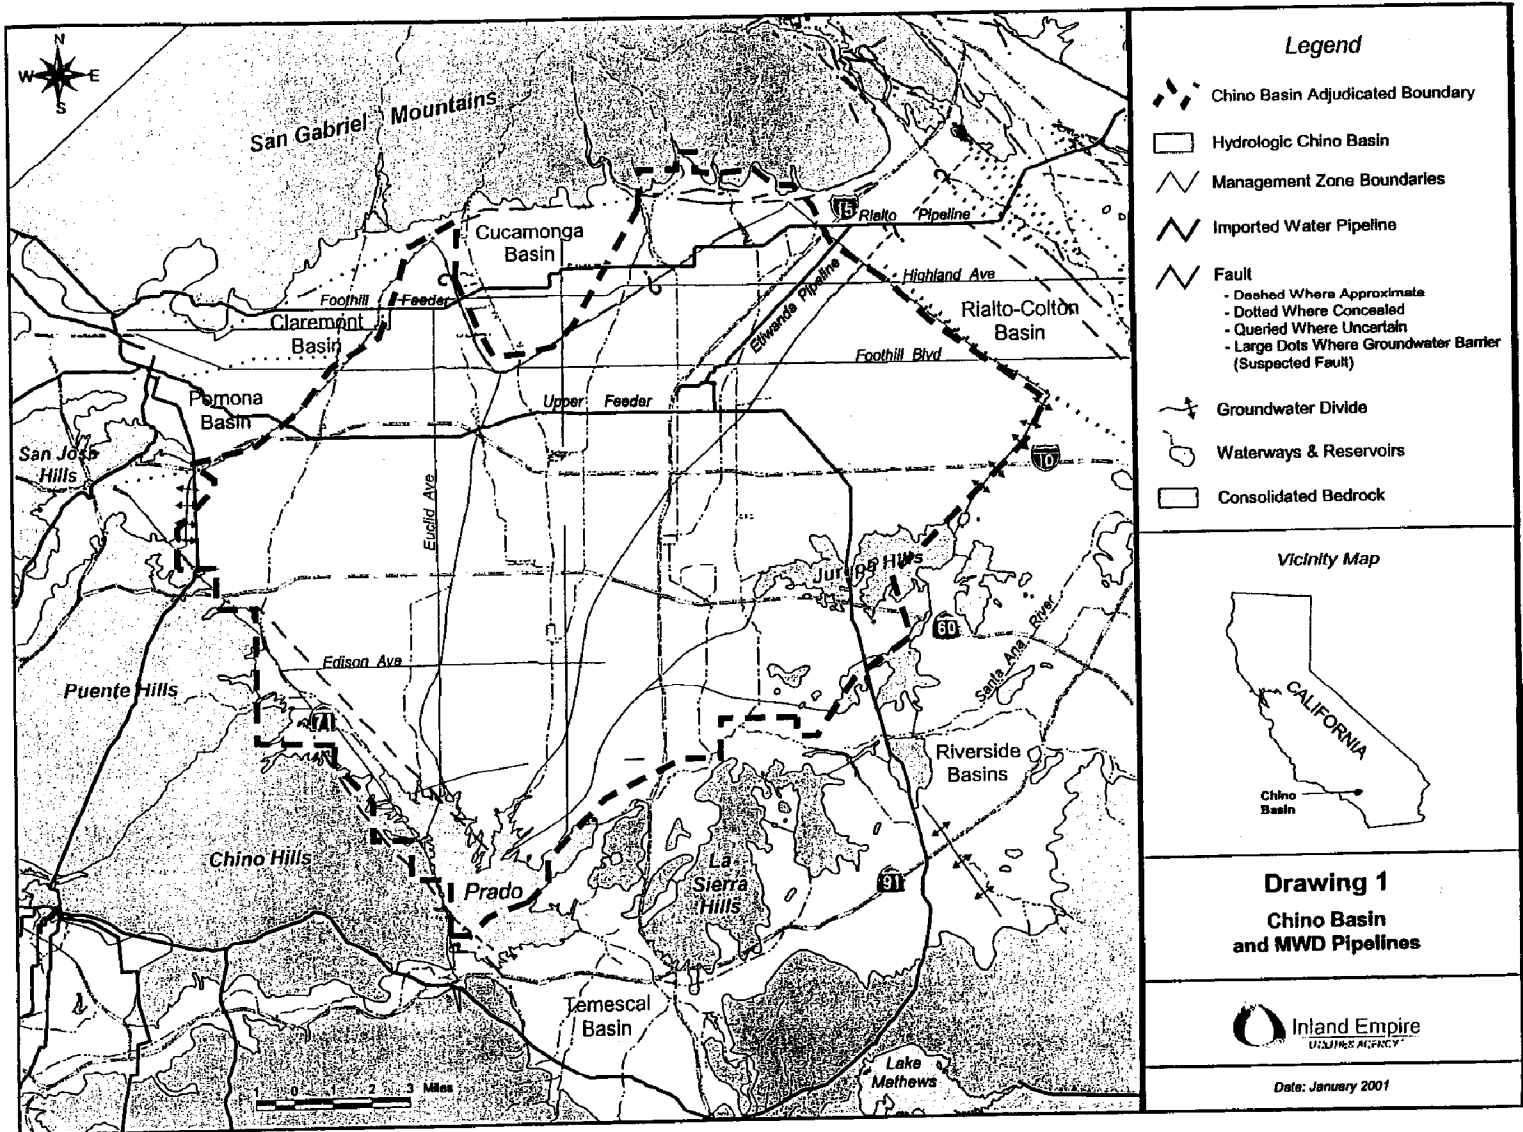 N
W E
S
San Gabriel Mountains
Cucamonga
Basin
15
Rialto Pipeline
Foothill Feeder
Claremont
Basin
Etiwanda Pipeline
Highland Ave
Rialto-Colton
Basin
Foothill Blvd
Pomona
Basin
Upper Feeder
San Jose
Hills
10
Euclid Ave
Jurupa Hills
60
Santa Ana River
Edison Ave
Puente Hills
71
Riverside
Basins
Chino Hills
Prado
La
Sierra
Hills
91
Temescal
Basin
Lake
Mathews
1 0 1 2 3 Miles
Legend
Chino Basin Adjudicated Boundary
Hydrologic Chino Basin
Management Zone Boundaries
Imported Water Pipeline
Fault
- Dashed Where Approximate
- Dotted Where Concealed
- Queried Where Uncertain
- Large Dots Where Groundwater Barrier
(Suspected Fault)
Groundwater Divide
Waterways & Reservoirs
Consolidated Bedrock
Vicinity Map
CALIFORNIA
Chino
Basin
Drawing 1
Chino Basin
and MWD Pipelines
Inland Empire
UTILITIES AGENCY
Date: January 2001